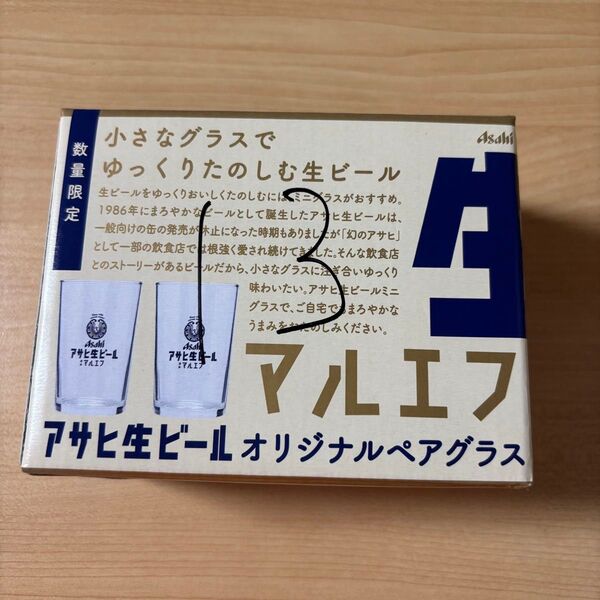 数量限定
小さなグラスで
ゆっくりたのしむ生ビール
Asahi
生
生ビールをゆっくりおいしくたのしむには、ミニグラスがおすすめ。
1986年にまろやかなビールとして誕生したアサヒ生ビールは、
一般向けの缶の発売が休止になった時期もありましたが「幻のアサヒ」
として一部の飲食店で根強く愛され続けてきました。そんな飲食店
とのストーリーがあるビールだから、小さなグラスに注ぎ合いゆっくり
味わいたい。アサヒ生ビールミニ
グラスで、ご自宅でまろやかな
うまみをおたのしみください。
13
Asahi
アサヒ生ビール
通称マルエフ
Asahi
アサヒ生ビール
通称マルエフ
マルエフ
アサヒ生ビール オリジナルペアグラス